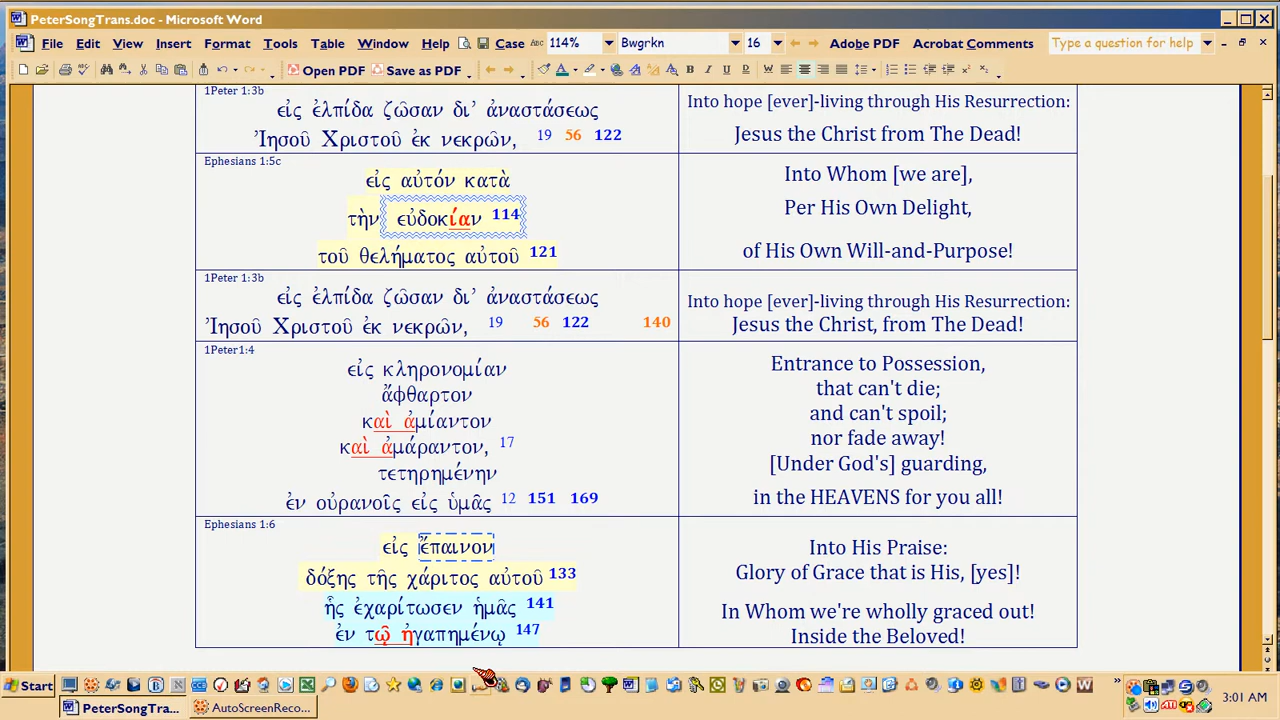 PeterSongTrans.doc - Microsoft Word
File Edit View Insert Format Tools Table Window Help Case 114% Bwgrkn 16 Adobe PDF Acrobat Comments Type a question for help
Open PDF Save as PDF
1Peter 1:3b
εἰς ἐλπίδα ζῶσαν δι’ ἀναστάσεως
Ἰησοῦ Χριστοῦ ἐκ νεκρῶν, 19 56 122
Into hope [ever]-living through His Resurrection:
Jesus the Christ from The Dead!
Ephesians 1:5c
εἰς αὐτόν κατὰ
τὴν εὐδοκίαν 114
τοῦ θελήματος αὐτοῦ 121
Into Whom [we are],
Per His Own Delight,
of His Own Will-and-Purpose!
1Peter 1:3b
εἰς ἐλπίδα ζῶσαν δι’ ἀναστάσεως
Ἰησοῦ Χριστοῦ ἐκ νεκρῶν, 19 56 122 140
Into hope [ever]-living through His Resurrection:
Jesus the Christ, from The Dead!
1Peter1:4
εἰς κληρονομίαν
ἄφθαρτον
καὶ ἀμίαντον
καὶ ἀμάραντον, 17
τετηρημένην
ἐν οὐρανοῖς εἰς ὑμᾶς 12 151 169
Entrance to Possession,
that can't die;
and can't spoil;
nor fade away!
[Under God's] guarding,
in the HEAVENS for you all!
Ephesians 1:6
εἰς ἔπαινον
δόξης τῆς χάριτος αὐτοῦ 133
ἧς ἐχαρίτωσεν ἡμᾶς 141
ἐν τῷ ἠγαπημένῳ 147
Into His Praise:
Glory of Grace that is His, [yes]!
In Whom we're wholly graced out!
Inside the Beloved!
Start 3:01 AM
PeterSongTra... AutoScreenReco...